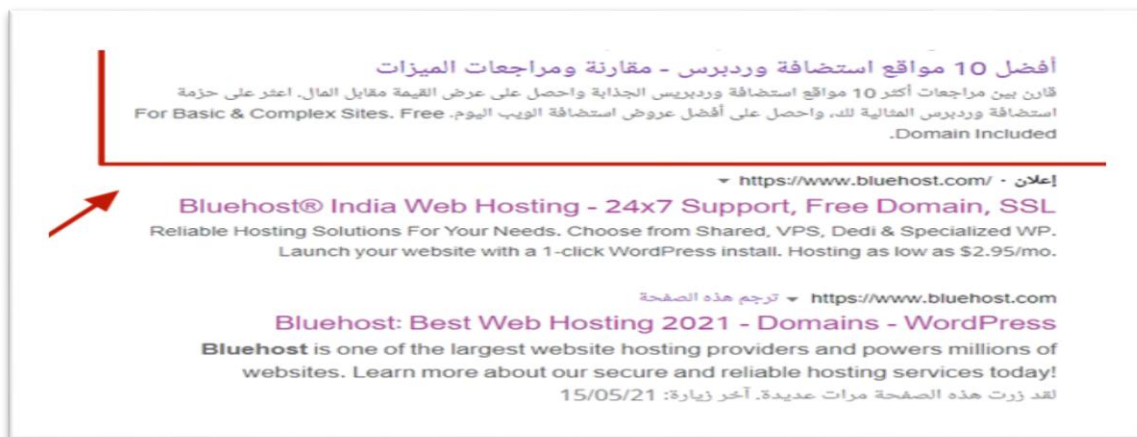 أفضل 10 مواقع استضافة وردبرس - مقارنة ومراجعات الميزات
قارن بين مراجعات أكثر 10 مواقع استضافة وردبريس الجذابة واحصل على عرض القيمة مقابل المال. اعثر على حزمة
استضافة وردبرس المثالية لك، واحصل على أفضل عروض استضافة الويب اليوم. For Basic & Complex Sites. Free
Domain Included.
إعلان · https://www.bluehost.com/
Bluehost® India Web Hosting - 24x7 Support, Free Domain, SSL
Reliable Hosting Solutions For Your Needs. Choose from Shared, VPS, Dedi & Specialized WP.
Launch your website with a 1-click WordPress install. Hosting as low as $2.95/mo.
https://www.bluehost.com ترجم هذه الصفحة
Bluehost: Best Web Hosting 2021 - Domains - WordPress
Bluehost is one of the largest website hosting providers and powers millions of
websites. Learn more about our secure and reliable hosting services today!
لقد زرت هذه الصفحة مرات عديدة. آخر زيارة: 15/05/21